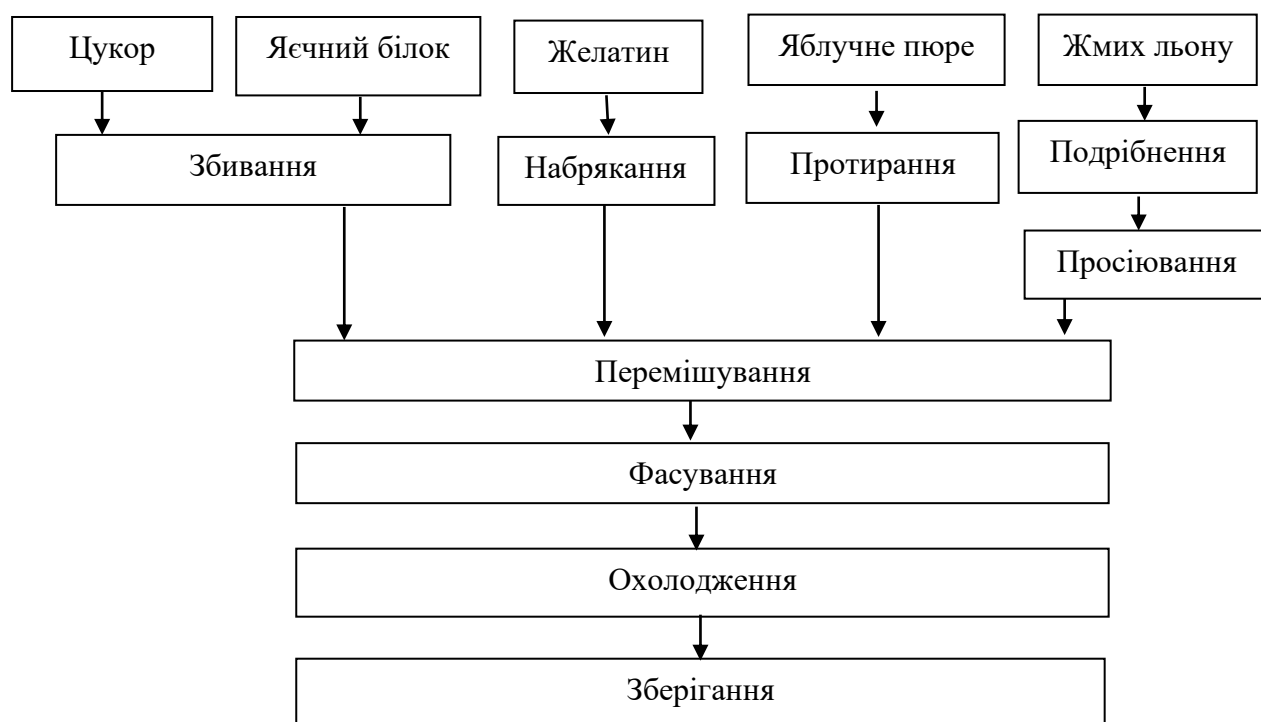 Цукор
Яєчний білок
Желатин
Яблучне пюре
Жмих льону
Збивання
Набрякання
Протирання
Подрібнення
Просіювання
Перемішування
Фасування
Охолодження
Зберігання